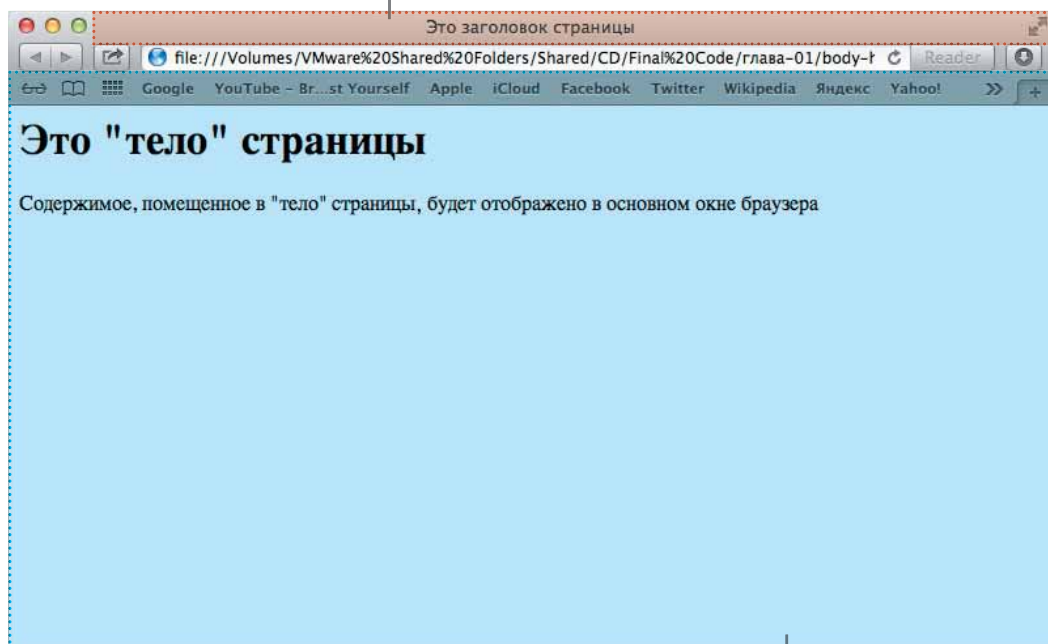 Это заголовок страницы
file:///Volumes/VMware%20Shared%20Folders/Shared/CD/Final%20Code/глава-01/body-h Reader
Google YouTube – Br...st Yourself Apple iCloud Facebook Twitter Wikipedia Яндекс Yahoo!
Это "тело" страницы
Содержимое, помещенное в "тело" страницы, будет отображено в основном окне браузера